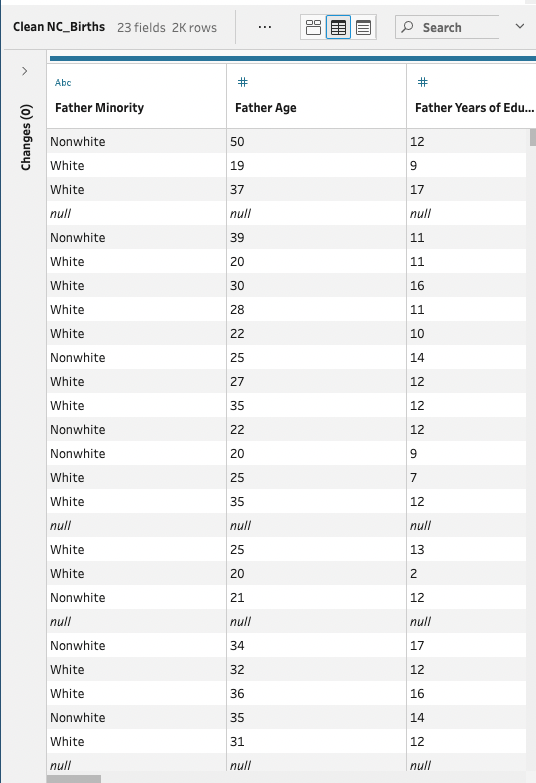 Clean NC_Births 23 fields 2K rows ... Search
Changes (0)
Abc # #
Father Minority Father Age Father Years of Edu...
Nonwhite 50 12
White 19 9
White 37 17
null null null
Nonwhite 39 11
White 20 11
White 30 16
White 28 11
White 22 10
Nonwhite 25 14
White 27 12
White 35 12
Nonwhite 22 12
Nonwhite 20 9
White 25 7
White 35 12
null null null
White 25 13
White 20 2
Nonwhite 21 12
null null null
Nonwhite 34 17
White 32 12
White 36 16
Nonwhite 35 14
White 31 12
null null null